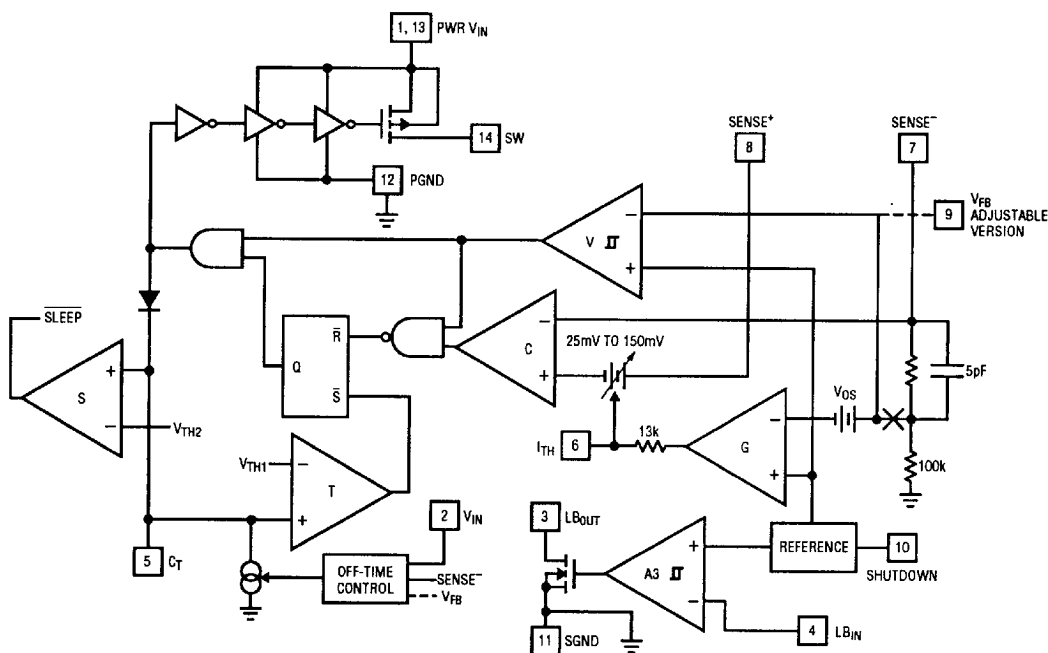 1, 13 PWR VIN
14 SW
12 PGND
SENSE+
8
SENSE−
7
9 VFB
ADJUSTABLE
VERSION
V
− 
+
SLEEP
S
+
−
VTH2
Q
R
S
C
−
+
25mV TO 150mV
5pF
VOS
VTH1
−
T
+
ITH 6
13k
G
−
+
100k
5 CT
2 VIN
OFF-TIME
CONTROL
SENSE−
VFB
3 LBOUT
A3
+
−
REFERENCE
10
SHUTDOWN
11 SGND
4 LBIN